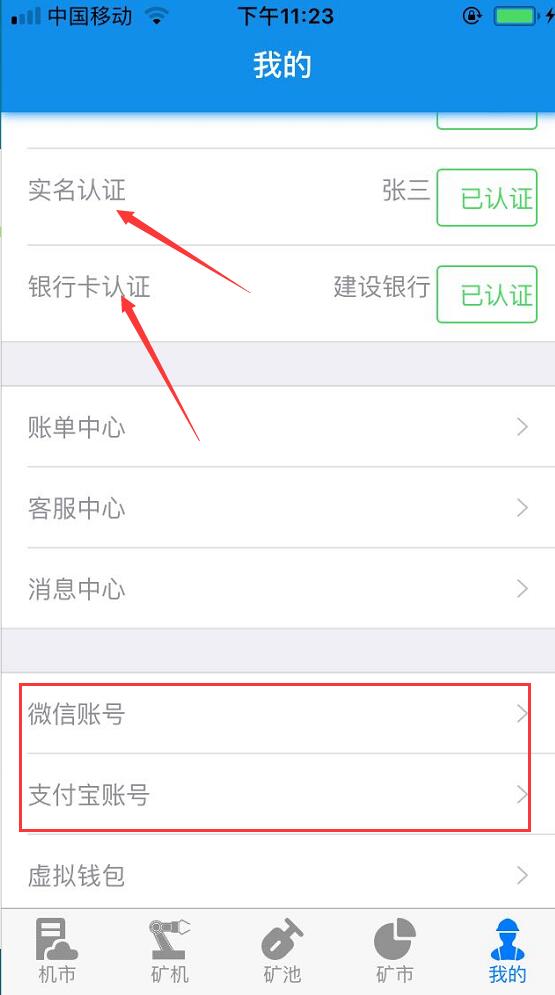 中国移动 下午11:23
我的
实名认证 张三 已认证
银行卡认证 建设银行 已认证
账单中心
客服中心
消息中心
微信账号
支付宝账号
虚拟钱包
机市 矿机 矿池 矿市 我的